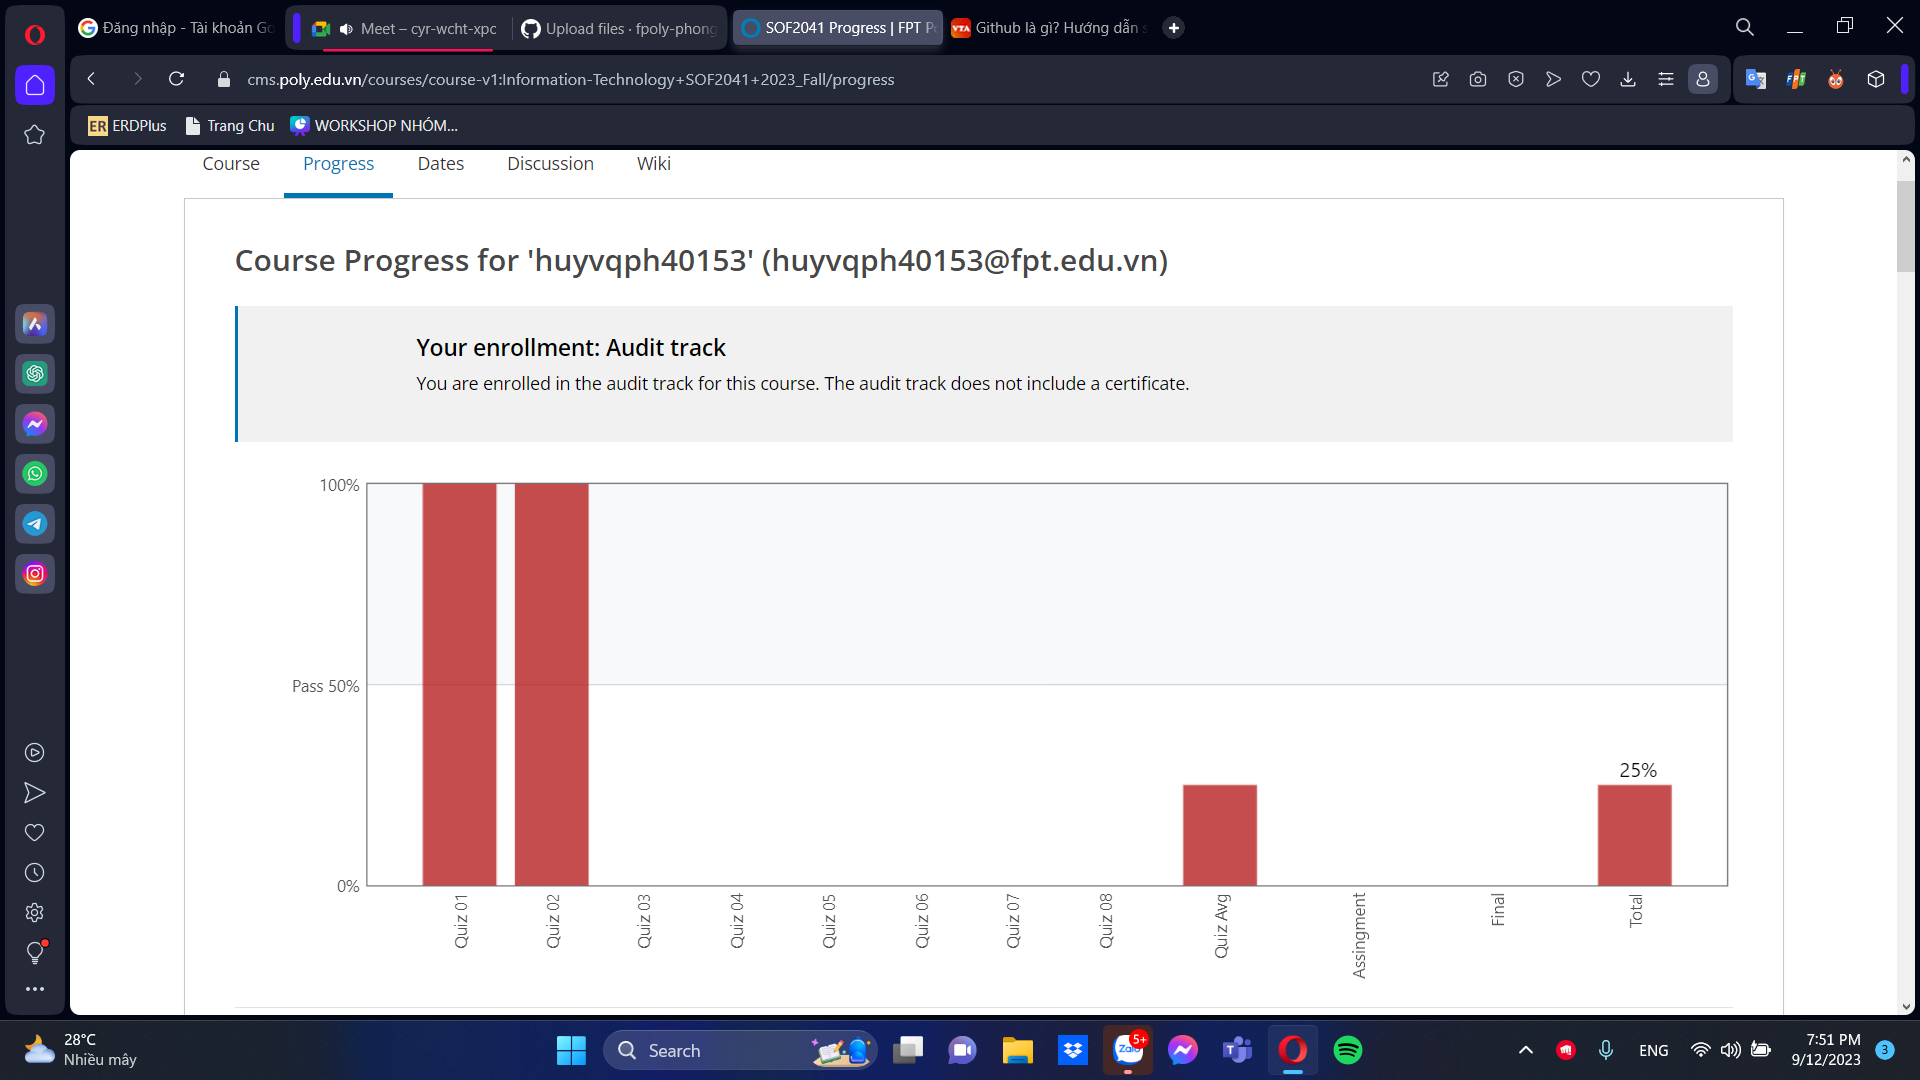 Đăng nhập - Tài khoản Go
Meet – cyr-wcht-xpc
Upload files · fpoly-phong
SOF2041 Progress | FPT P
VTA
Github là gì? Hướng dẫn s
cms.poly.edu.vn/courses/course-v1:Information-Technology+SOF2041+2023_Fall/progress
ER ERDPlus
Trang Chu
WORKSHOP NHÓM...
Course
Progress
Dates
Discussion
Wiki
Course Progress for 'huyvqph40153' (huyvqph40153@fpt.edu.vn)
Your enrollment: Audit track
You are enrolled in the audit track for this course. The audit track does not include a certificate.
100%
Pass 50%
0%
25%
Quiz 01
Quiz 02
Quiz 03
Quiz 04
Quiz 05
Quiz 06
Quiz 07
Quiz 08
Quiz Avg
Assingment
Final
Total
28°C
Nhiều mây
Search
Zalo
5+
ENG
7:51 PM
9/12/2023
3